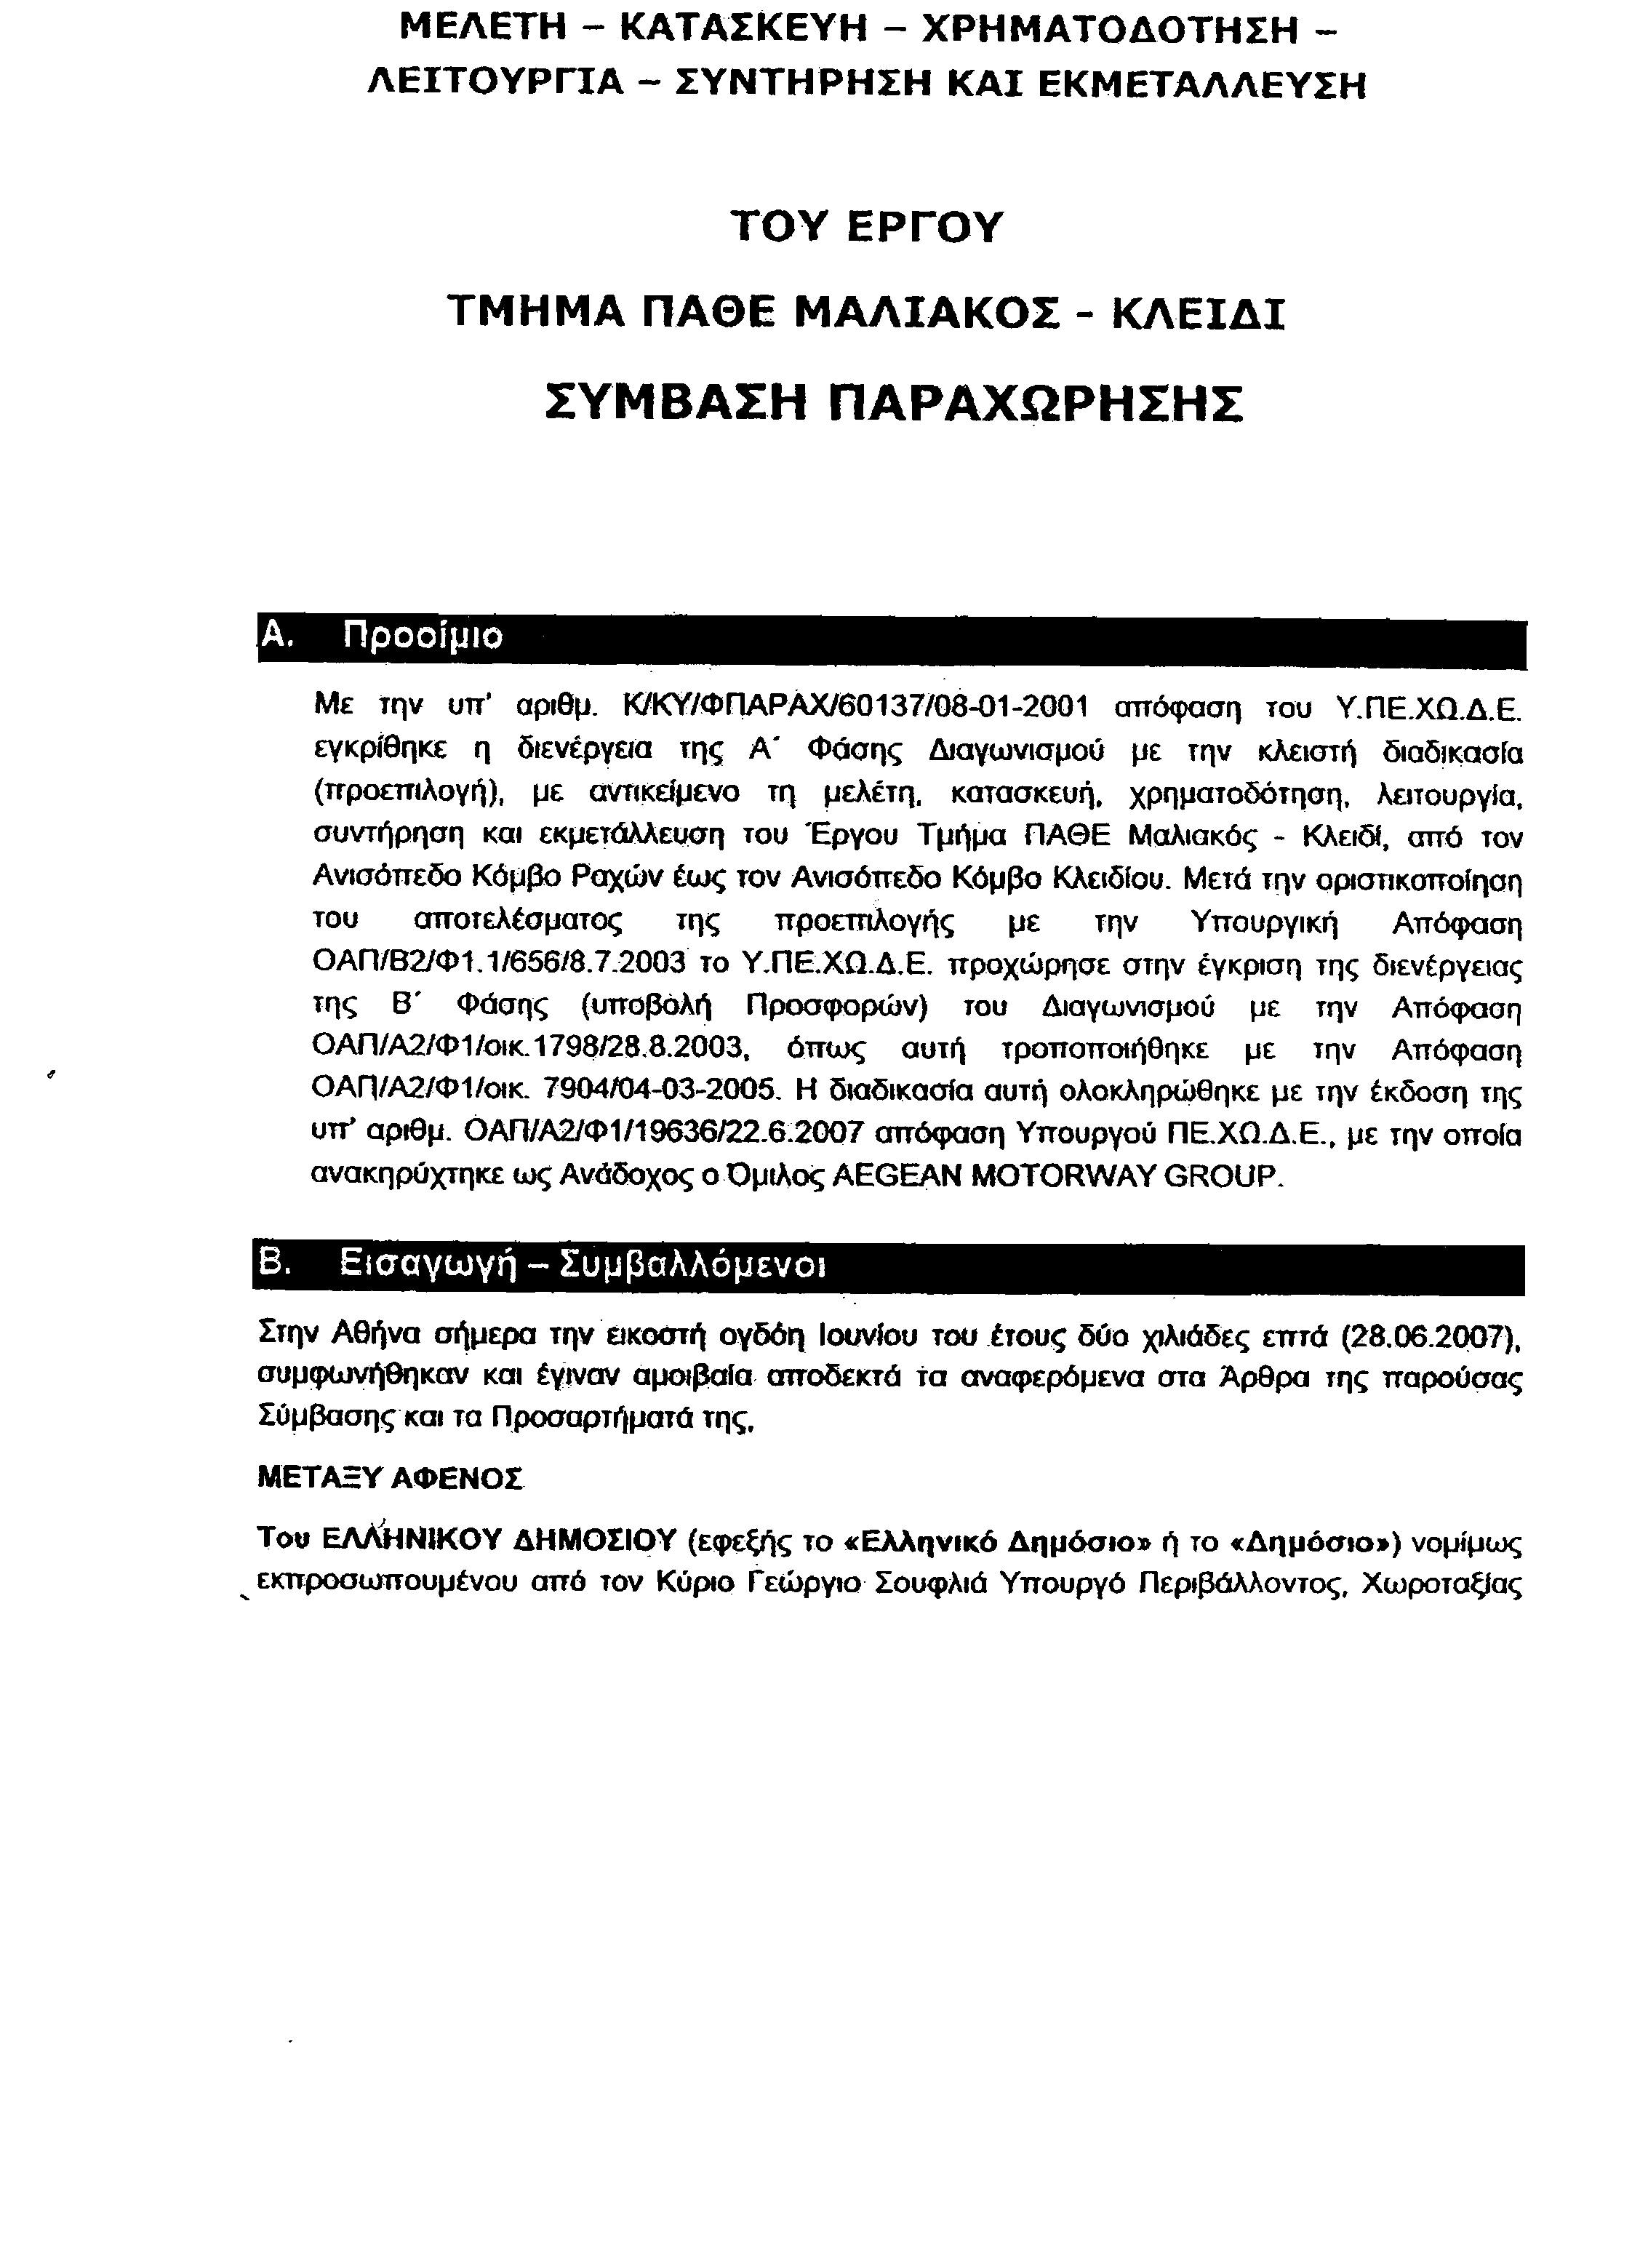 ΜΕΛΕΤΗ – ΚΑΤΑΣΚΕΥΗ – ΧΡΗΜΑΤΟΔΟΤΗΣΗ –
ΛΕΙΤΟΥΡΓΙΑ – ΣΥΝΤΗΡΗΣΗ ΚΑΙ ΕΚΜΕΤΑΛΛΕΥΣΗ
ΤΟΥ ΕΡΓΟΥ
ΤΜΗΜΑ ΠΑΘΕ ΜΑΛΙΑΚΟΣ - ΚΛΕΙΔΙ
ΣΥΜΒΑΣΗ ΠΑΡΑΧΩΡΗΣΗΣ
Α. Προοίμιο
Με την υπ' αριθμ. Κ/ΚΥ/ΦΠΑΡΑΧ/60137/08-01-2001 απόφαση του Υ.ΠΕ.ΧΩ.Δ.Ε.
εγκρίθηκε η διενέργεια της Α΄ Φάσης Διαγωνισμού με την κλειστή διαδικασία
(προεπιλογή), με αντικείμενο τη μελέτη, κατασκευή, χρηματοδότηση, λειτουργία,
συντήρηση και εκμετάλλευση του Έργου Τμήμα ΠΑΘΕ Μαλιακός - Κλειδί, από τον
Ανισόπεδο Κόμβο Ραχών έως τον Ανισόπεδο Κόμβο Κλειδίου. Μετά την οριστικοποίηση
του αποτελέσματος της προεπιλογής με την Υπουργική Απόφαση
ΟΑΠ/Β2/Φ1.1/656/8.7.2003 το Υ.ΠΕ.ΧΩ.Δ.Ε. προχώρησε στην έγκριση της διενέργειας
της Β΄ Φάσης (υποβολή Προσφορών) του Διαγωνισμού με την Απόφαση
ΟΑΠ/Α2/Φ1/οικ.1798/28.8.2003, όπως αυτή τροποποιήθηκε με την Απόφαση
ΟΑΠ/Α2/Φ1/οικ. 7904/04-03-2005. Η διαδικασία αυτή ολοκληρώθηκε με την έκδοση της
υπ' αριθμ. ΟΑΠ/Α2/Φ1/19636/22.6.2007 απόφαση Υπουργού ΠΕ.ΧΩ.Δ.Ε., με την οποία
ανακηρύχτηκε ως Ανάδοχος ο Όμιλος AEGEAN MOTORWAY GROUP.
Β. Εισαγωγή – Συμβαλλόμενοι
Στην Αθήνα σήμερα την εικοστή ογδόη Ιουνίου του έτους δύο χιλιάδες επτά (28.06.2007),
συμφωνήθηκαν και έγιναν αμοιβαία αποδεκτά τα αναφερόμενα στα Άρθρα της παρούσας
Σύμβασης και τα Προσαρτήματά της,
ΜΕΤΑΞΥ ΑΦΕΝΟΣ
Του ΕΛΛΗΝΙΚΟΥ ΔΗΜΟΣΙΟΥ (εφεξής το «Ελληνικό Δημόσιο» ή το «Δημόσιο») νομίμως
εκπροσωπουμένου από τον Κύριο Γεώργιο Σουφλιά Υπουργό Περιβάλλοντος, Χωροταξίας